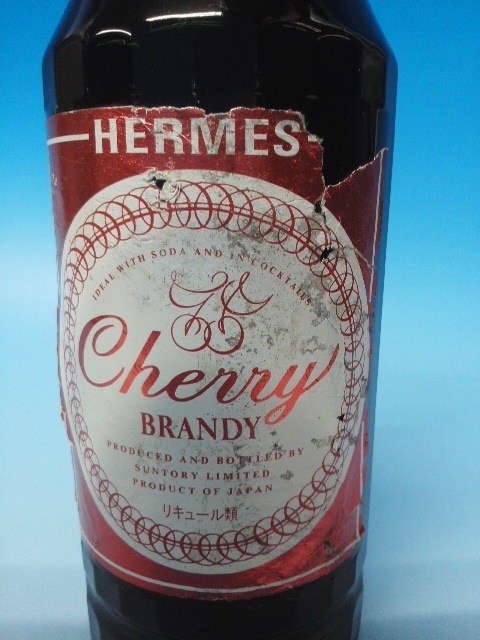 HERMES
IDEAL WITH SODA AND IN COCKTAILS
Cherry
BRANDY
PRODUCED AND BOTTLED BY
SUNTORY LIMITED
PRODUCT OF JAPAN
リキュール類